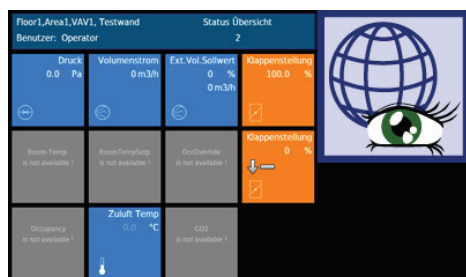 Floor1,Area1,VAV1, Testwand Status Übersicht
Benutzer: Operator 2
Druck
0.0 Pa
Volumenstrom
0 m3/h
Ext.Vol.Sollwert
0 %
0 m3/h
Klappenstellung
100.0 %
Room-Temp.
is not available !
RoomTempSetp
is not available !
OccOverride
is not available !
Klappenstellung
0 %
Occupancy
is not available !
Zuluft Temp
0.0 °C
CO2
is not available !